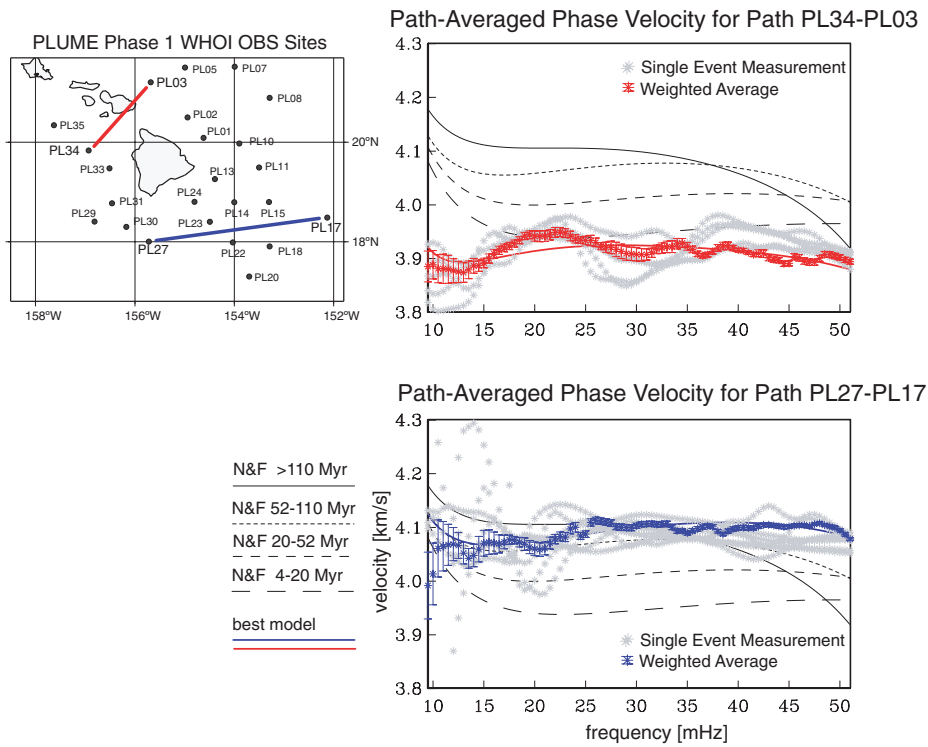 PLUME Phase 1 WHOI OBS Sites
PL05
PL07
PL03
PL08
PL02
PL35
PL01
PL10
20°N
PL34
PL33
PL11
PL13
PL31
PL24
PL29
PL30
PL23
PL14
PL15
PL17
18°N
PL27
PL22
PL18
PL20
158°W
156°W
154°W
152°W
Path-Averaged Phase Velocity for Path PL34-PL03
4.3
4.2
4.1
4.0
3.9
3.8
Single Event Measurement
Weighted Average
10 15 20 25 30 35 40 45 50
Path-Averaged Phase Velocity for Path PL27-PL17
4.3
4.2
4.1
4.0
3.9
3.8
velocity [km/s]
Single Event Measurement
Weighted Average
10 15 20 25 30 35 40 45 50
frequency [mHz]
N&F >110 Myr
N&F 52-110 Myr
N&F 20-52 Myr
N&F 4-20 Myr
best model